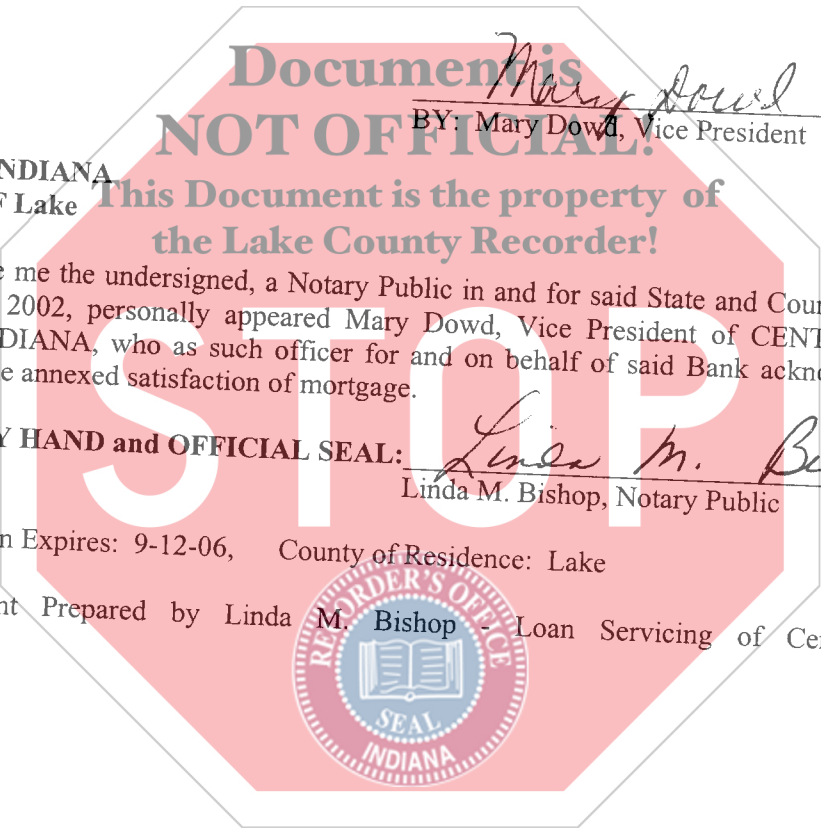 Document is
NOT OFFICIAL!
This Document is the property of
the Lake County Recorder!
STOP
Mary Dowd
BY: Mary Dowd, Vice President
NDIANA
F Lake
e me the undersigned, a Notary Public in and for said State and Coun
2002, personally appeared Mary Dowd, Vice President of CENT
DIANA, who as such officer for and on behalf of said Bank ackno
e annexed satisfaction of mortgage.
Y HAND and OFFICIAL SEAL: Linda M. Bi
Linda M. Bishop, Notary Public
n Expires: 9-12-06, County of Residence: Lake
nt Prepared by Linda M. Bishop - Loan Servicing of Ce
RECORDER'S OFFICE
SEAL
INDIANA